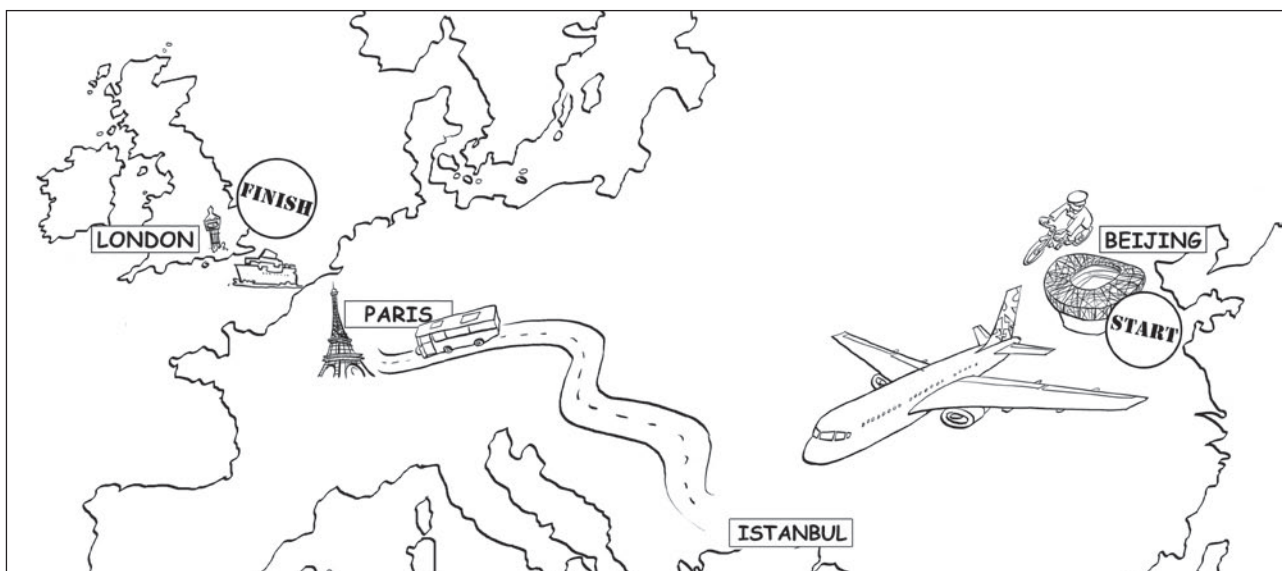 FINISH
LONDON
BEIJING
PARIS
START
ISTANBUL